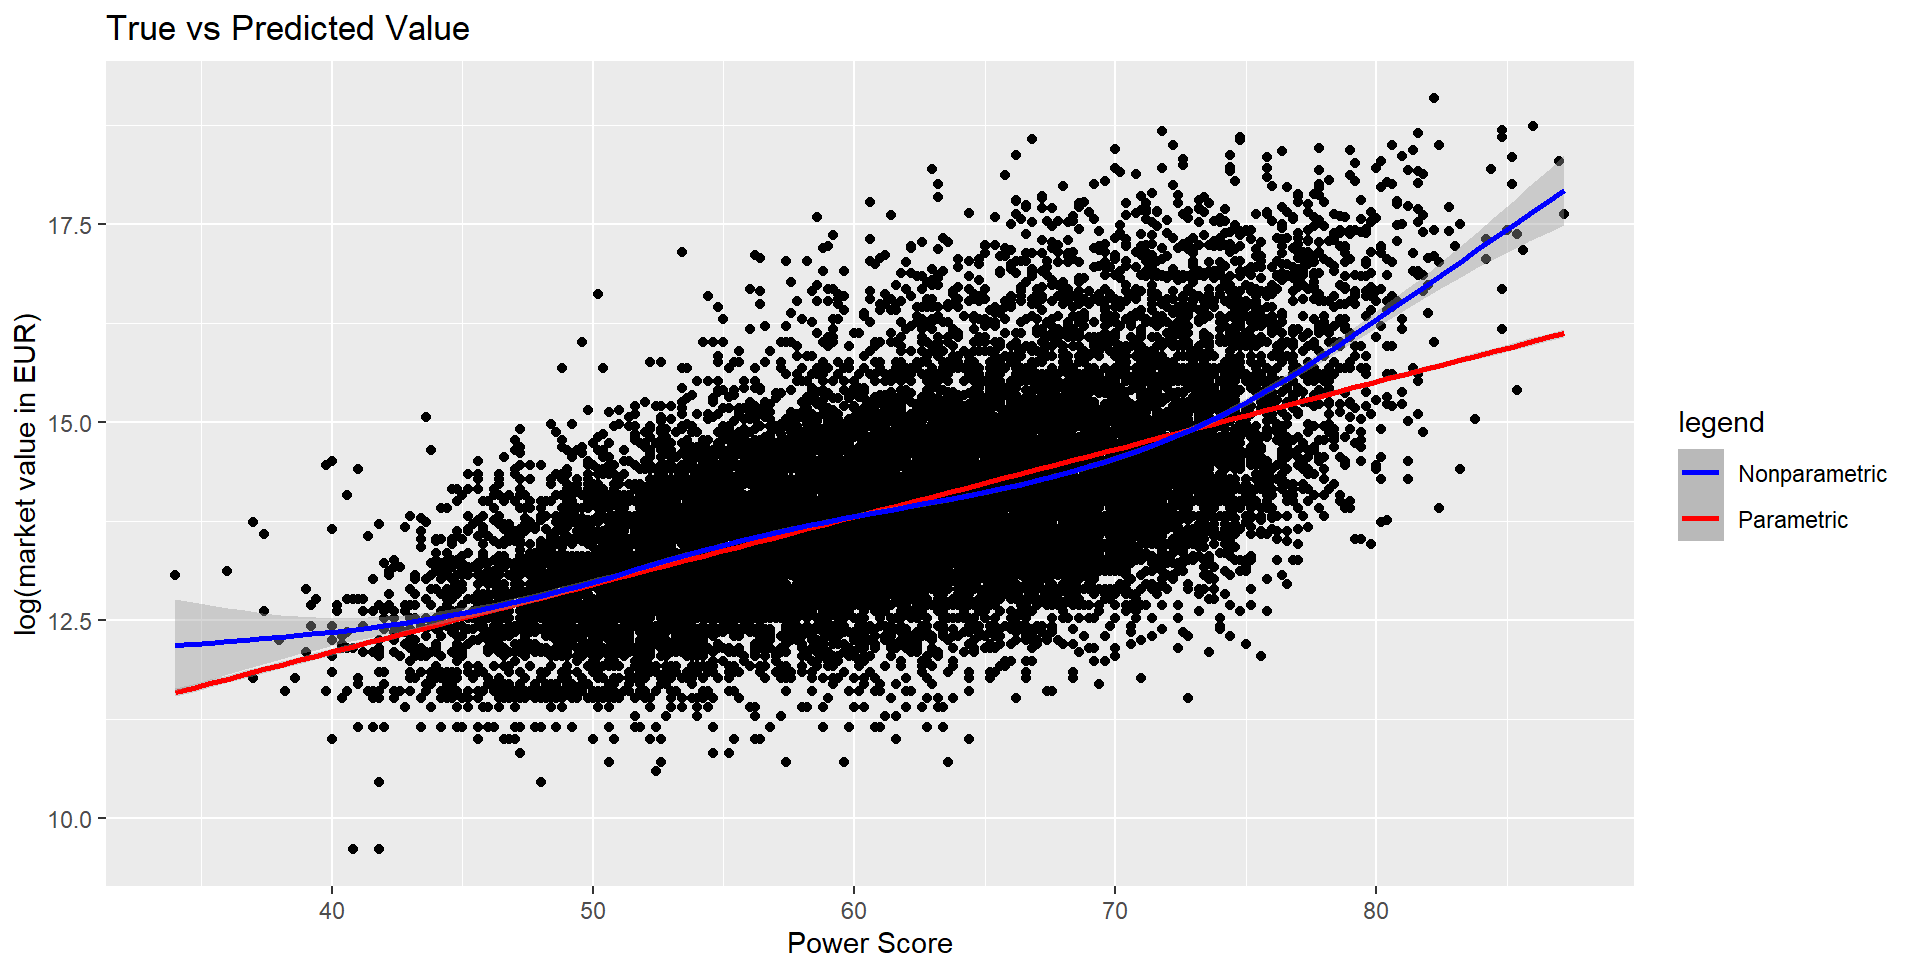 True vs Predicted Value
log(market value in EUR)
17.5
15.0
12.5
10.0
40 50 60 70 80
Power Score
legend
Nonparametric
Parametric